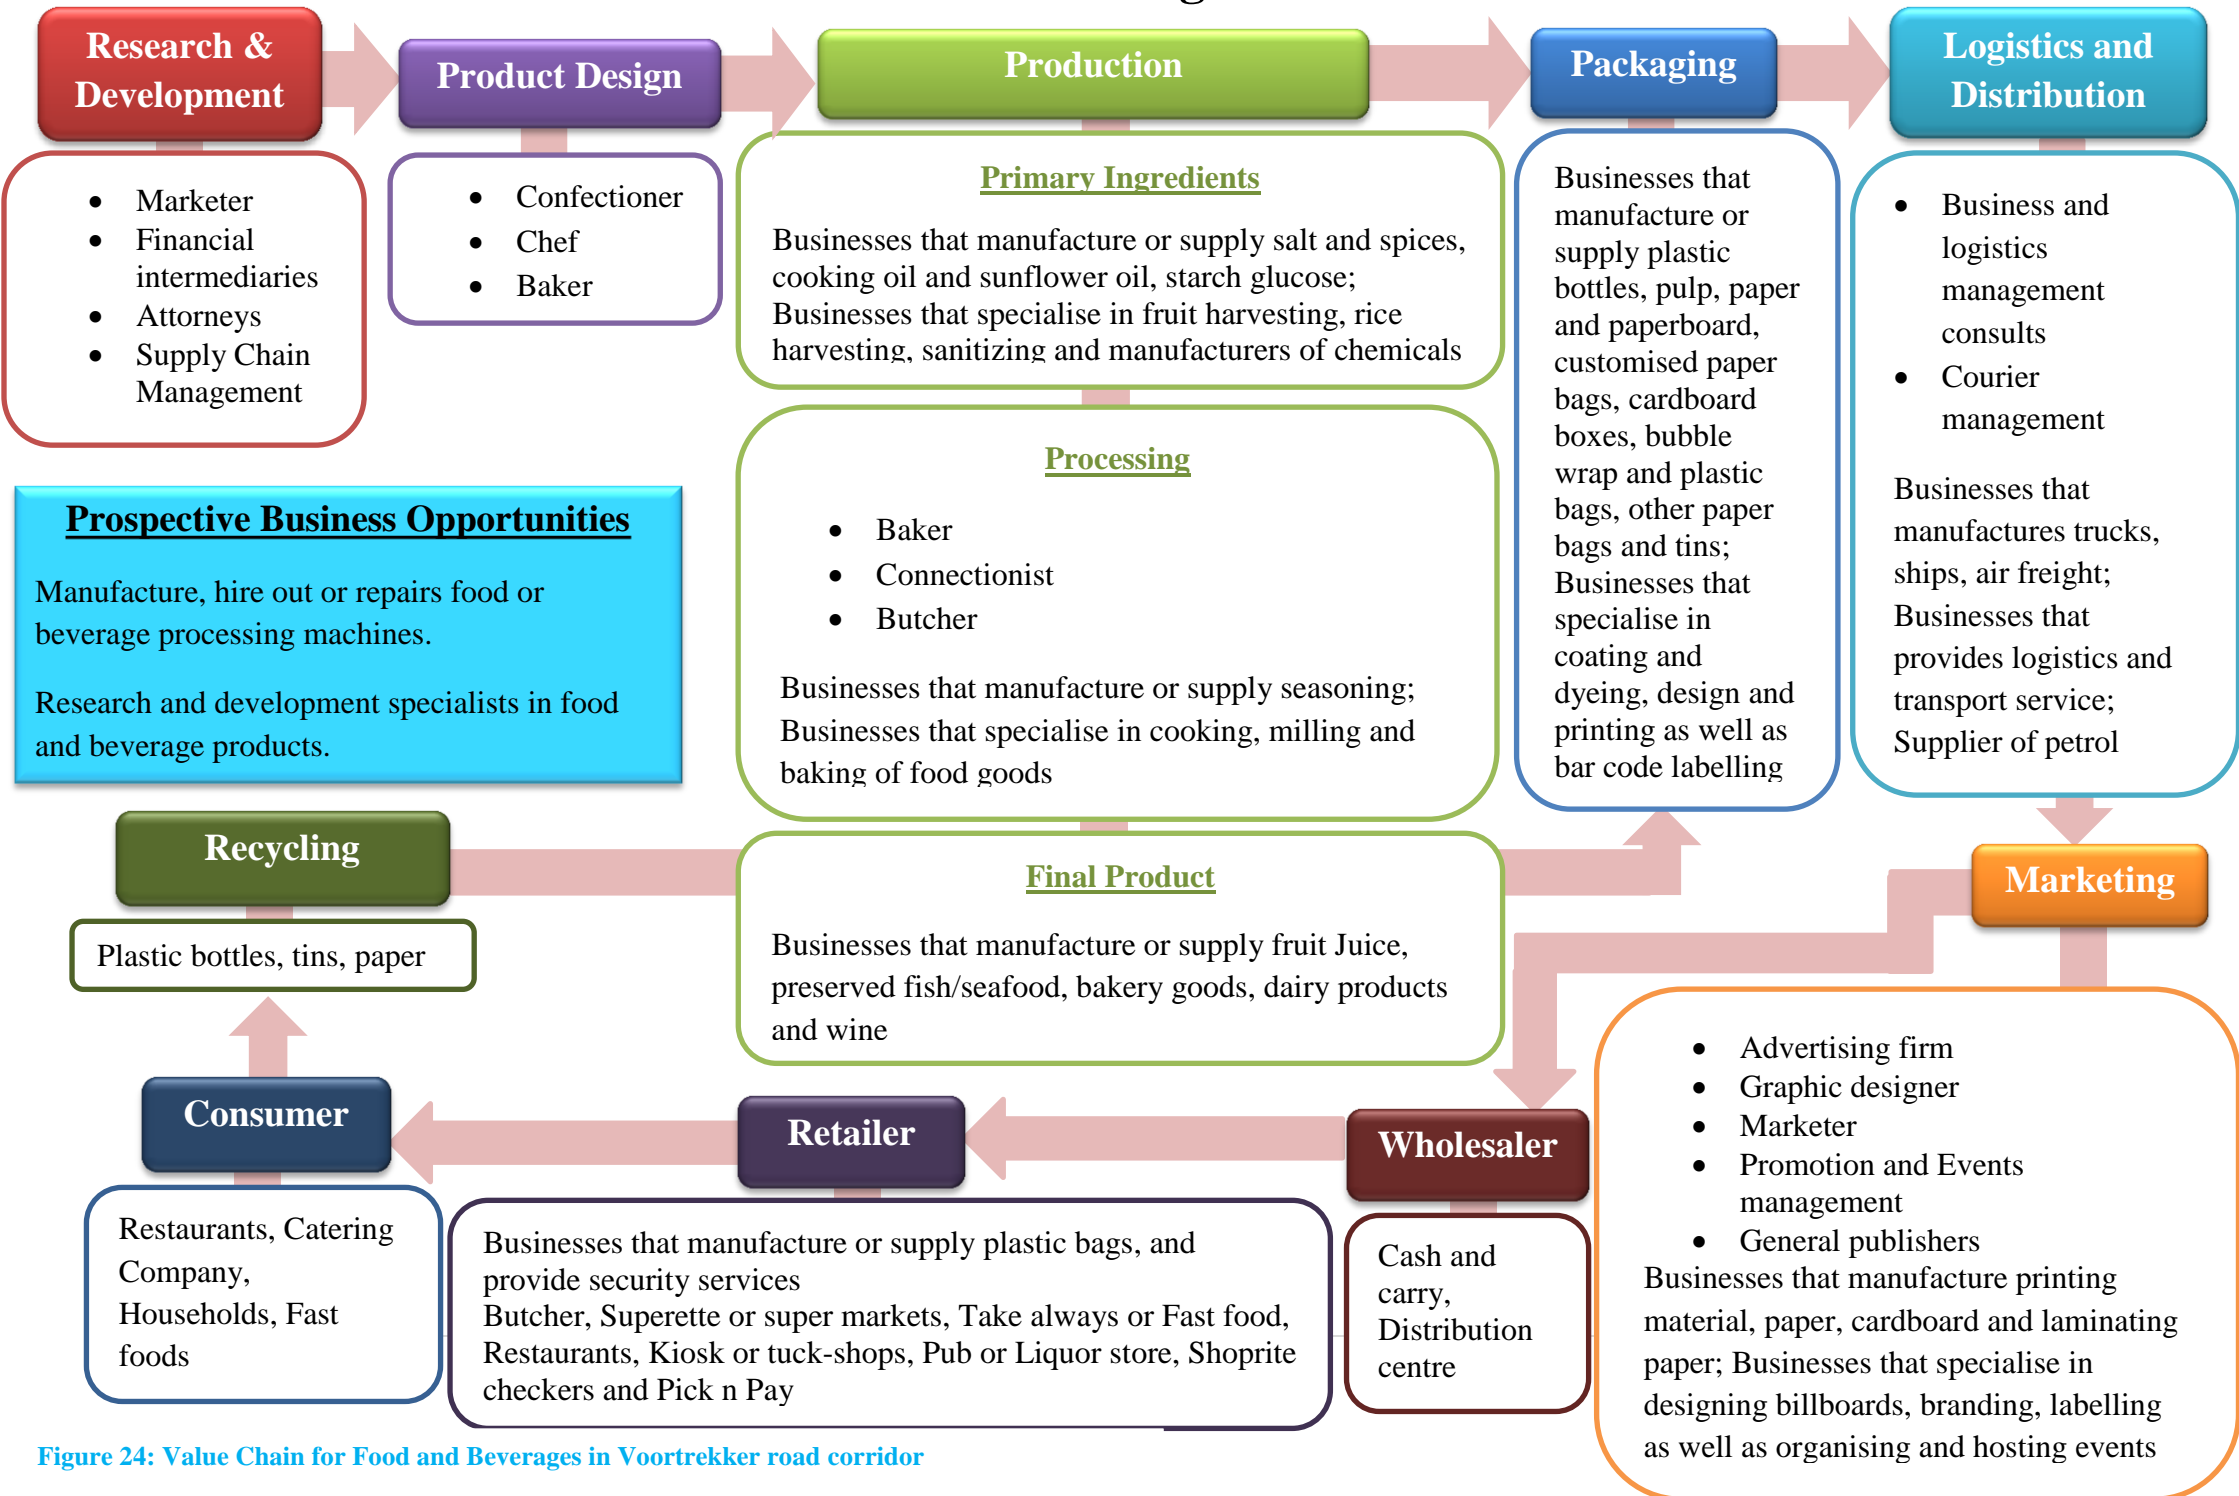 Research &
Development
Product Design
Production
Packaging
Logistics and
Distribution
• Marketer
• Financial
intermediaries
• Attorneys
• Supply Chain
Management
• Confectioner
• Chef
• Baker
Primary Ingredients
Businesses that manufacture or supply salt and spices,
cooking oil and sunflower oil, starch glucose;
Businesses that specialise in fruit harvesting, rice
harvesting, sanitizing and manufacturers of chemicals
Processing
• Baker
• Connectionist
• Butcher
Businesses that manufacture or supply seasoning;
Businesses that specialise in cooking, milling and
baking of food goods
Final Product
Businesses that manufacture or supply fruit Juice,
preserved fish/seafood, bakery goods, dairy products
and wine
Businesses that
manufacture or
supply plastic
bottles, pulp, paper
and paperboard,
customised paper
bags, cardboard
boxes, bubble
wrap and plastic
bags, other paper
bags and tins;
Businesses that
specialise in
coating and
dyeing, design and
printing as well as
bar code labelling
• Business and
logistics
management
consults
• Courier
management
Businesses that
manufactures trucks,
ships, air freight;
Businesses that
provides logistics and
transport service;
Supplier of petrol
Prospective Business Opportunities
Manufacture, hire out or repairs food or
beverage processing machines.
Research and development specialists in food
and beverage products.
Recycling
Plastic bottles, tins, paper
Marketing
• Advertising firm
• Graphic designer
• Marketer
• Promotion and Events
management
• General publishers
Businesses that manufacture printing
material, paper, cardboard and laminating
paper; Businesses that specialise in
designing billboards, branding, labelling
as well as organising and hosting events
Consumer
Retailer
Wholesaler
Restaurants, Catering
Company,
Households, Fast
foods
Businesses that manufacture or supply plastic bags, and
provide security services
Butcher, Superette or super markets, Take always or Fast food,
Restaurants, Kiosk or tuck-shops, Pub or Liquor store, Shoprite
checkers and Pick n Pay
Cash and
carry,
Distribution
centre
Figure 24: Value Chain for Food and Beverages in Voortrekker road corridor